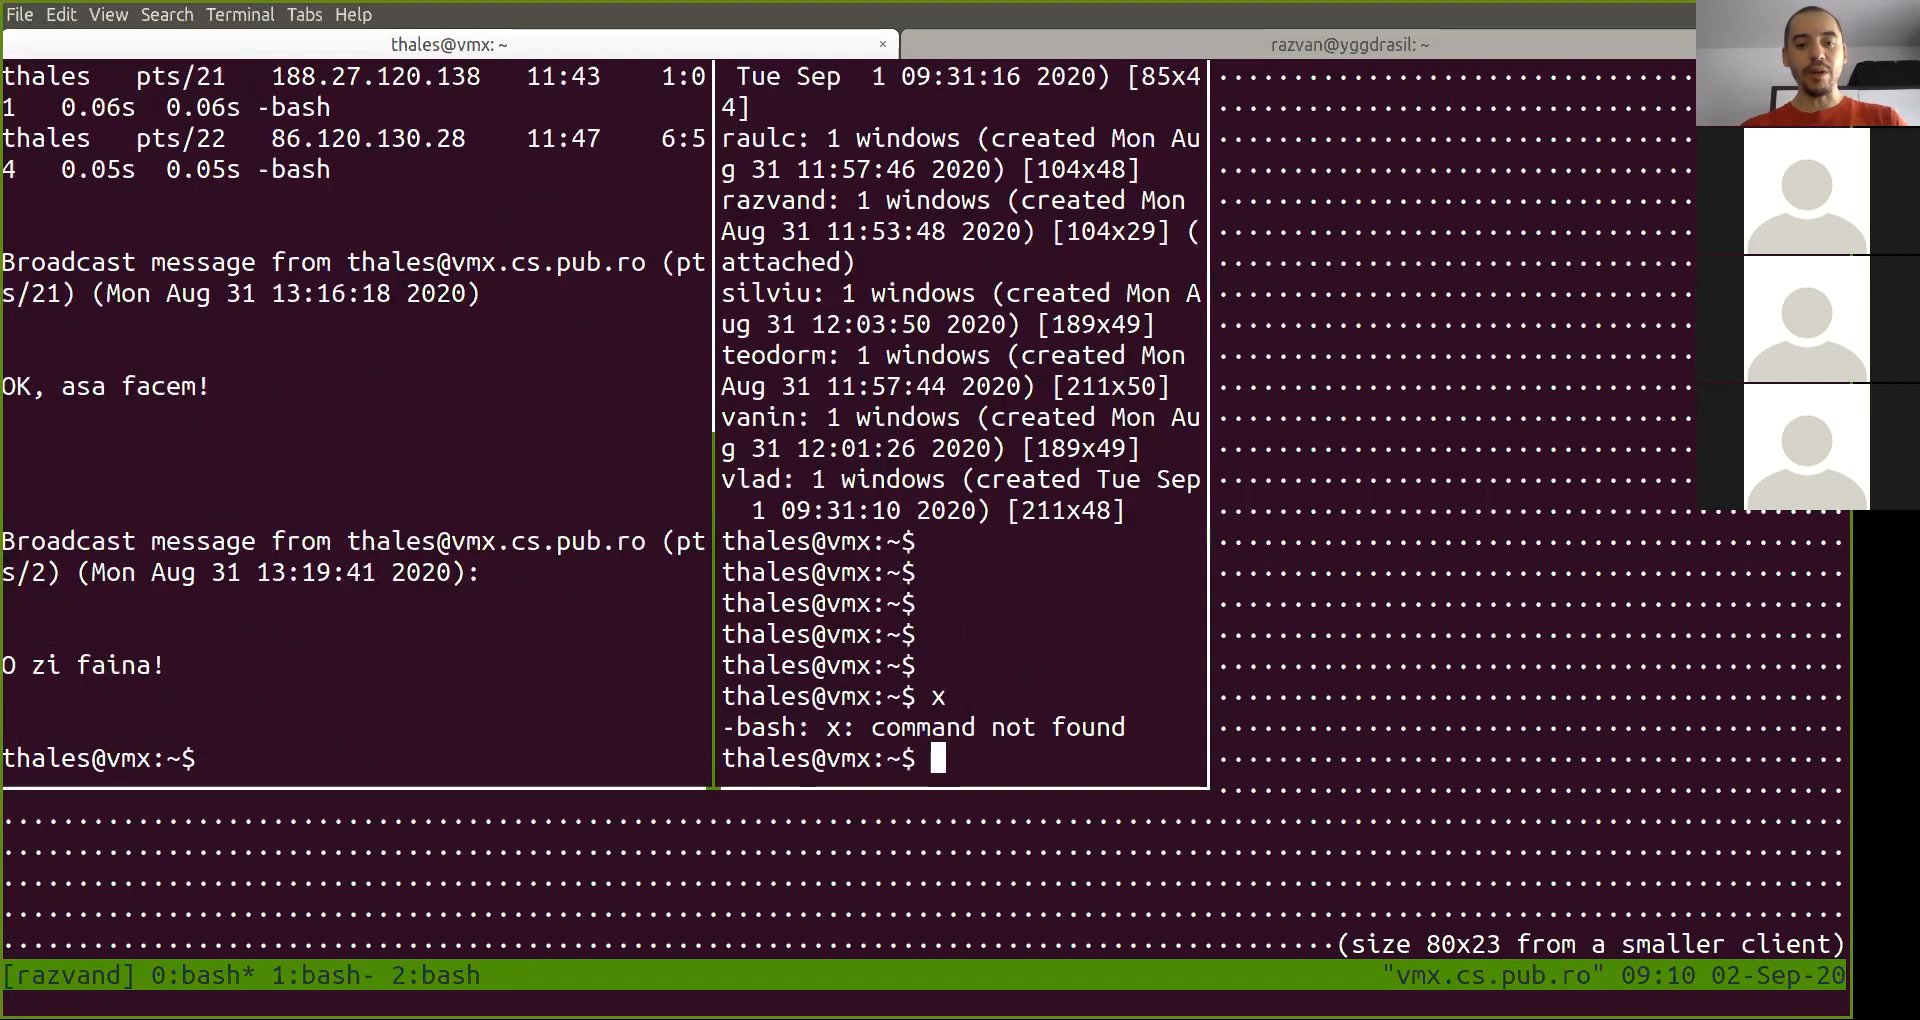 File Edit View Search Terminal Tabs Help
thales@vmx: ~ ×
razvan@yggdrasil: ~
thales pts/21 188.27.120.138 11:43 1:0
1 0.06s 0.06s -bash
thales pts/22 86.120.130.28 11:47 6:5
4 0.05s 0.05s -bash
Broadcast message from thales@vmx.cs.pub.ro (pt
s/21) (Mon Aug 31 13:16:18 2020)
OK, asa facem!
Broadcast message from thales@vmx.cs.pub.ro (pt
s/2) (Mon Aug 31 13:19:41 2020):
O zi faina!
thales@vmx:~$
Tue Sep 1 09:31:16 2020) [85x4
4]
raulc: 1 windows (created Mon Au
g 31 11:57:46 2020) [104x48]
razvand: 1 windows (created Mon
Aug 31 11:53:48 2020) [104x29] (
attached)
silviu: 1 windows (created Mon A
ug 31 12:03:50 2020) [189x49]
teodorm: 1 windows (created Mon
Aug 31 11:57:44 2020) [211x50]
vanin: 1 windows (created Mon Au
g 31 12:01:26 2020) [189x49]
vlad: 1 windows (created Tue Sep
1 09:31:10 2020) [211x48]
thales@vmx:~$
thales@vmx:~$
thales@vmx:~$
thales@vmx:~$
thales@vmx:~$
thales@vmx:~$ x
-bash: x: command not found
thales@vmx:~$
(size 80x23 from a smaller client)
[razvand] 0:bash* 1:bash- 2:bash "vmx.cs.pub.ro" 09:10 02-Sep-20